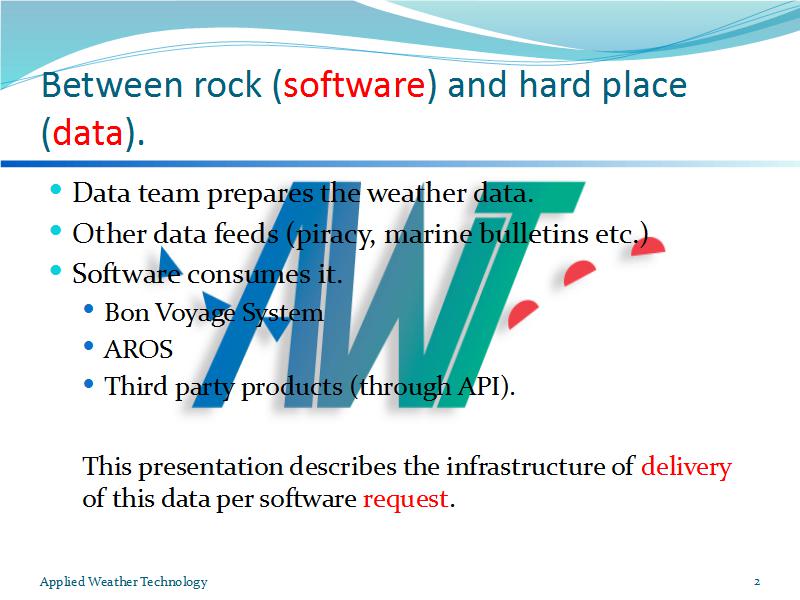 Between rock (software) and hard place
(data).
• Data team prepares the weather data.
• Other data feeds (piracy, marine bulletins etc.)
• Software consumes it.
• Bon Voyage System
• AROS
• Third party products (through API).
AWT
This presentation describes the infrastructure of delivery
of this data per software request.
Applied Weather Technology
2